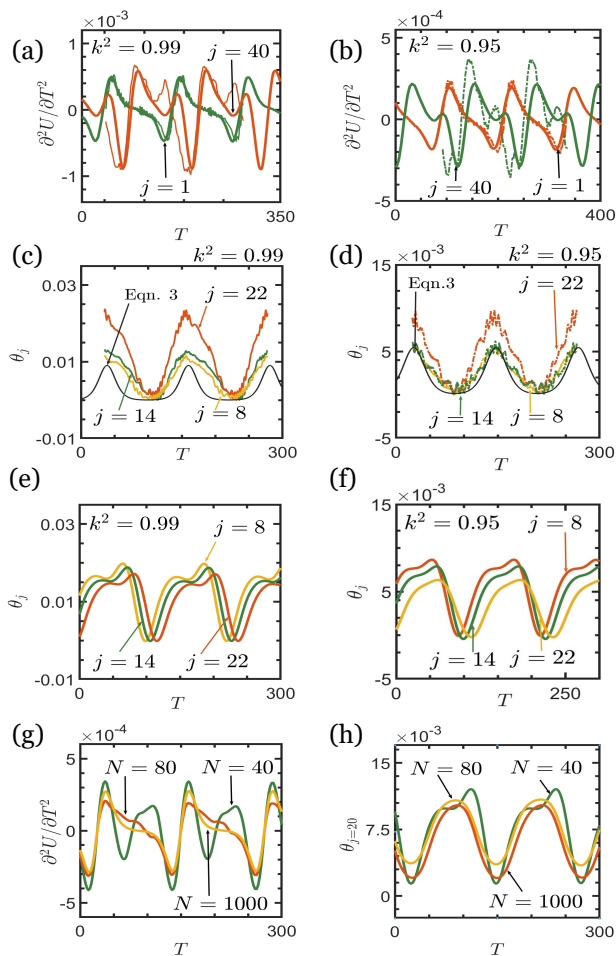 (a)
×10⁻³
k² = 0.99
j = 40
∂²U/∂T²
1
0
-1
j = 1
0
350
T
(b)
×10⁻⁴
k² = 0.95
∂²U/∂T²
5
0
-5
j = 40
j = 1
0
400
T
(c)
k² = 0.99
0.03
Eqn. 3
j = 22
θⱼ
0.01
j = 14
j = 8
-0.01
0
300
T
(d)
×10⁻³
k² = 0.95
15
Eqn.3
j = 22
θⱼ
5
j = 14
j = 8
-5
0
300
T
(e)
0.03
k² = 0.99
j = 8
θⱼ
0.01
j = 14
j = 22
-0.01
0
300
T
(f)
×10⁻³
15
k² = 0.95
j = 8
θⱼ
5
j = 14
j = 22
-5
0
250
T
(g)
×10⁻⁴
5
N = 80
N = 40
∂²U/∂T²
0
N = 1000
-5
0
300
T
(h)
×10⁻³
15
N = 80
N = 40
θⱼ₌₂₀
7.5
N = 1000
0
0
300
T